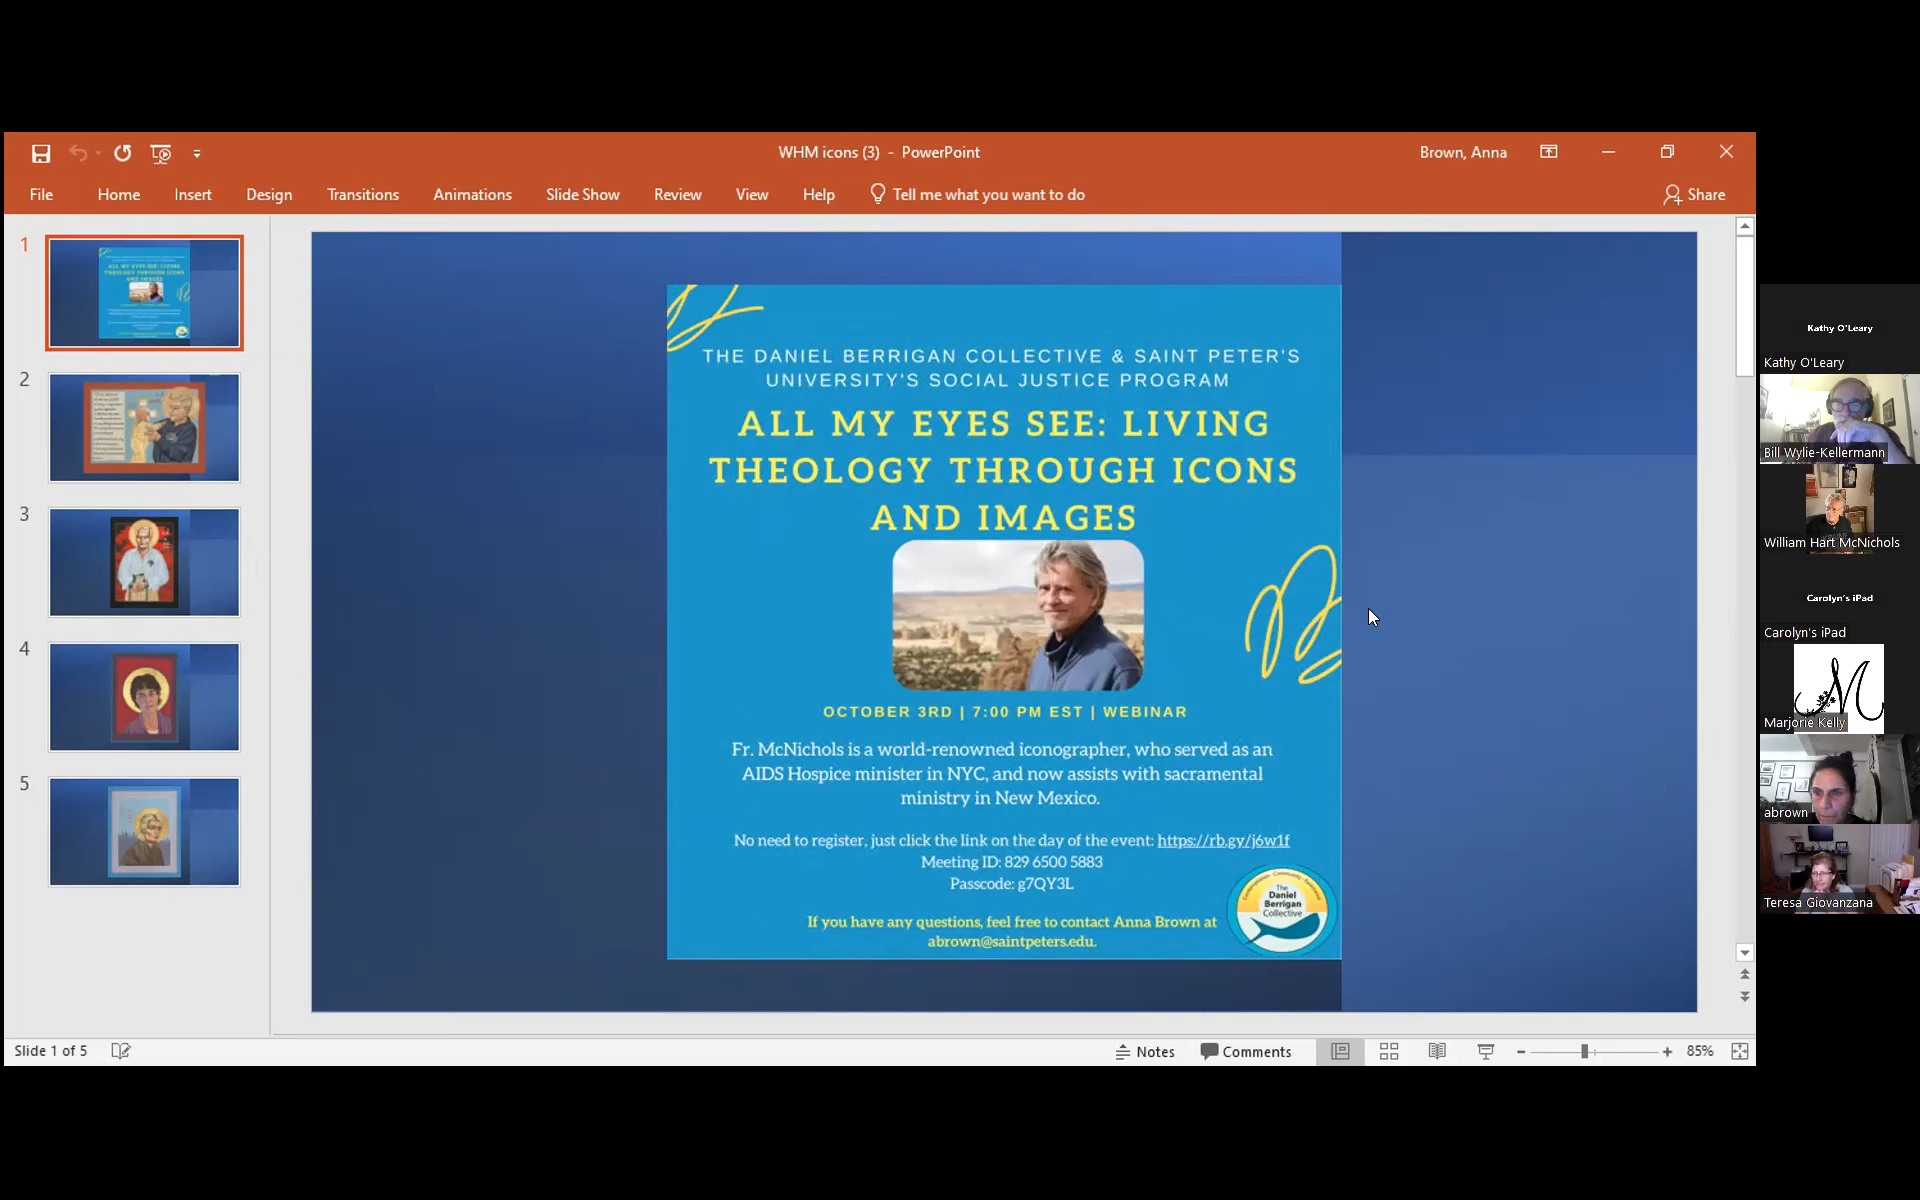 WHM icons (3) - PowerPoint
Brown, Anna
File Home Insert Design Transitions Animations Slide Show Review View Help Tell me what you want to do Share
1
2
3
4
5
THE DANIEL BERRIGAN COLLECTIVE & SAINT PETER'S
UNIVERSITY'S SOCIAL JUSTICE PROGRAM
ALL MY EYES SEE: LIVING
THEOLOGY THROUGH ICONS
AND IMAGES
OCTOBER 3RD | 7:00 PM EST | WEBINAR
Fr. McNichols is a world-renowned iconographer, who served as an
AIDS Hospice minister in NYC, and now assists with sacramental
ministry in New Mexico.
No need to register, just click the link on the day of the event: https://rb.gy/j6w1f
Meeting ID: 829 6500 5883
Passcode: g7QY3L
If you have any questions, feel free to contact Anna Brown at
abrown@saintpeters.edu.
The
Daniel
Berrigan
Collective
Slide 1 of 5
Notes Comments 85%
Kathy O'Leary
Kathy O'Leary
Bill Wylie-Kellermann
William Hart McNichols
Carolyn's iPad
Carolyn's iPad
M
Marjorie Kelly
abrown
Teresa Giovanzana